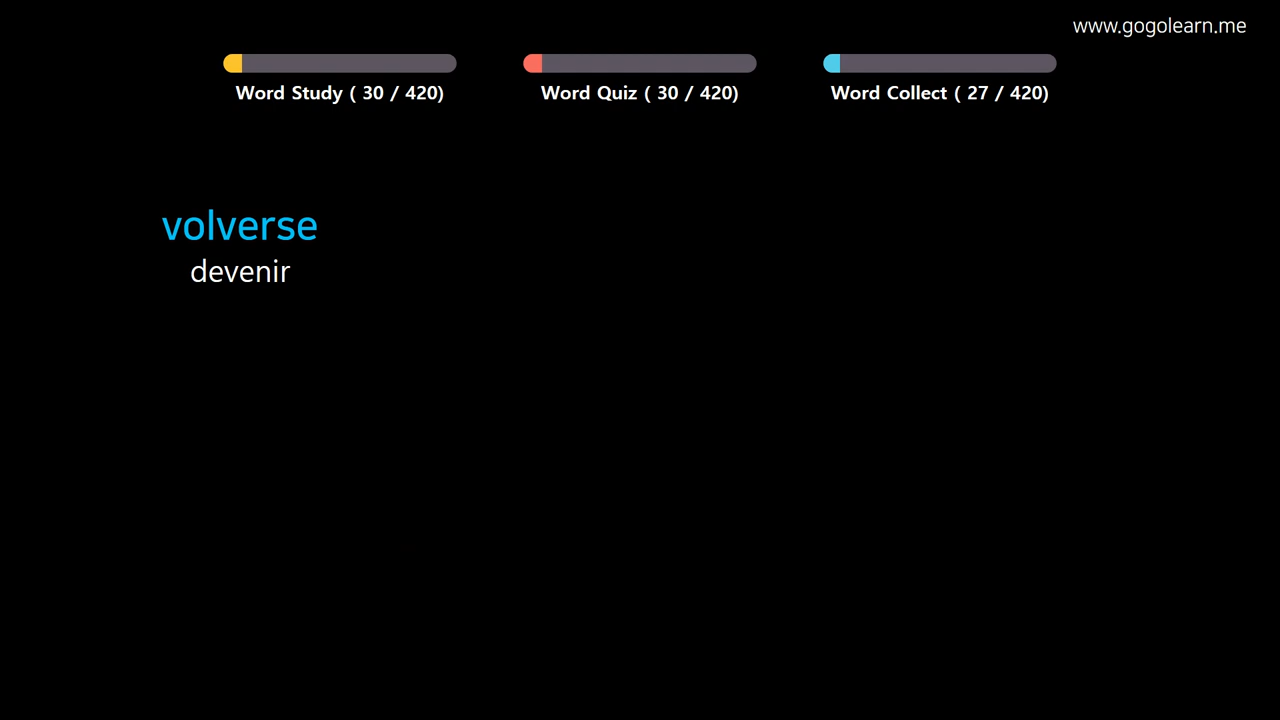 www.gogolearn.me
Word Study ( 30 / 420)
Word Quiz ( 30 / 420)
Word Collect ( 27 / 420)
volverse
devenir